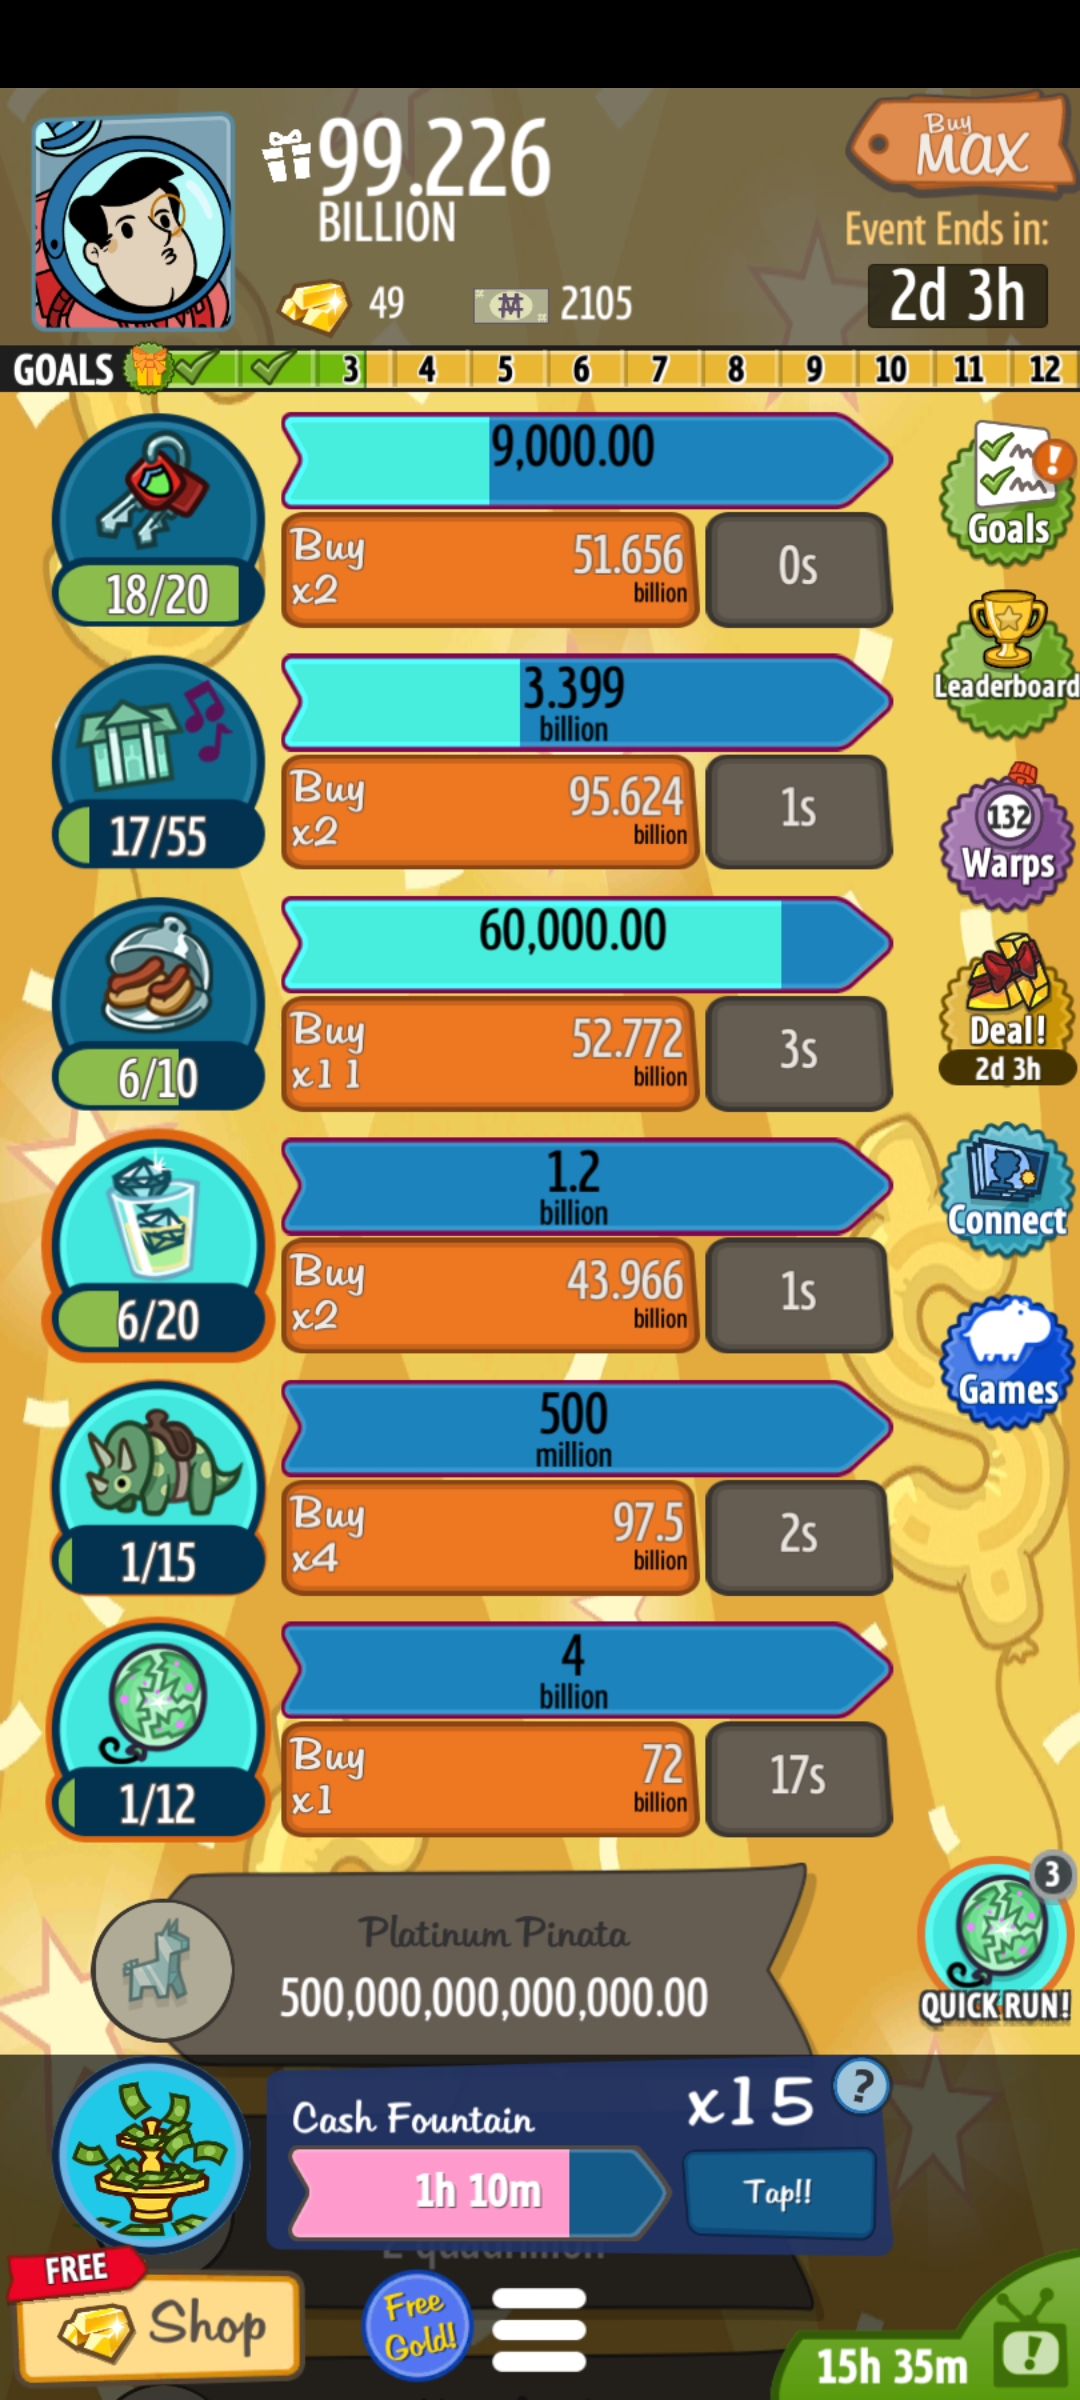 99.226
BILLION
Buy
MAX
Event Ends in:
2d 3h
49
2105
GOALS 3 4 5 6 7 8 9 10 11 12
9,000.00
Buy
x2
51.656
billion
0s
18/20
Goals
3.399
billion
Buy
x2
95.624
billion
1s
17/55
Leaderboard
60,000.00
Buy
x11
52.772
billion
3s
6/10
132
Warps
Deal!
2d 3h
1.2
billion
Buy
x2
43.966
billion
1s
6/20
Connect
500
million
Buy
x4
97.5
billion
2s
1/15
Games
4
billion
Buy
x1
72
billion
17s
1/12
Platinum Pinata
500,000,000,000,000.00
3
QUICK RUN!
Cash Fountain
x15
?
1h 10m
Tap!!
2 quadrillion
FREE
Shop
Free
Gold!
15h 35m